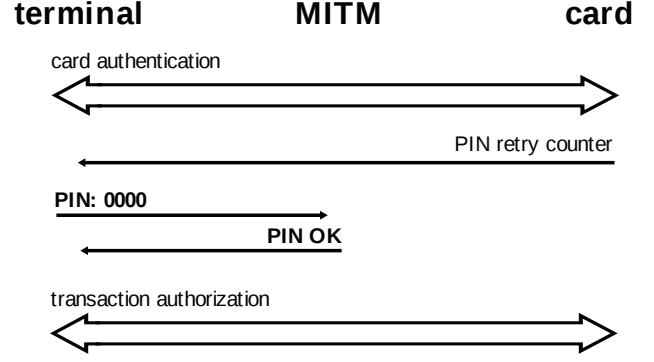 terminal MITM card
card authentication
PIN retry counter
PIN: 0000
PIN OK
transaction authorization